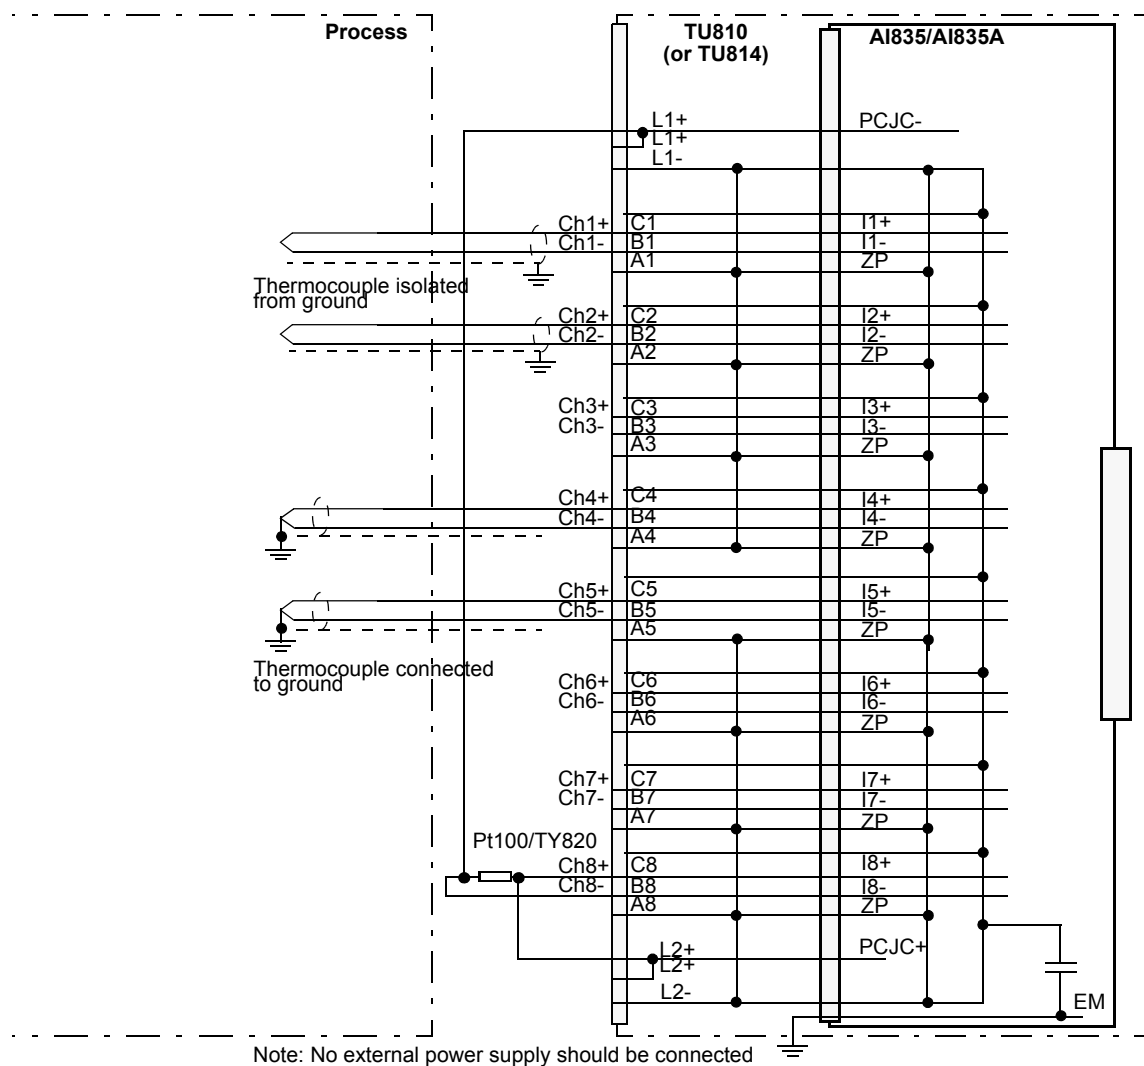 Process
TU810
(or TU814)
AI835/AI835A
L1+
L1+
L1-
PCJC-
Ch1+
Ch1-
C1
B1
A1
I1+
I1-
ZP
Thermocouple isolated
from ground
Ch2+
Ch2-
C2
B2
A2
I2+
I2-
ZP
Ch3+
Ch3-
C3
B3
A3
I3+
I3-
ZP
Ch4+
Ch4-
C4
B4
A4
I4+
I4-
ZP
Ch5+
Ch5-
C5
B5
A5
I5+
I5-
ZP
Thermocouple connected
to ground
Ch6+
Ch6-
C6
B6
A6
I6+
I6-
ZP
Ch7+
Ch7-
C7
B7
A7
I7+
I7-
ZP
Pt100/TY820
Ch8+
Ch8-
C8
B8
A8
I8+
I8-
ZP
L2+
L2+
L2-
PCJC+
EM
Note: No external power supply should be connected